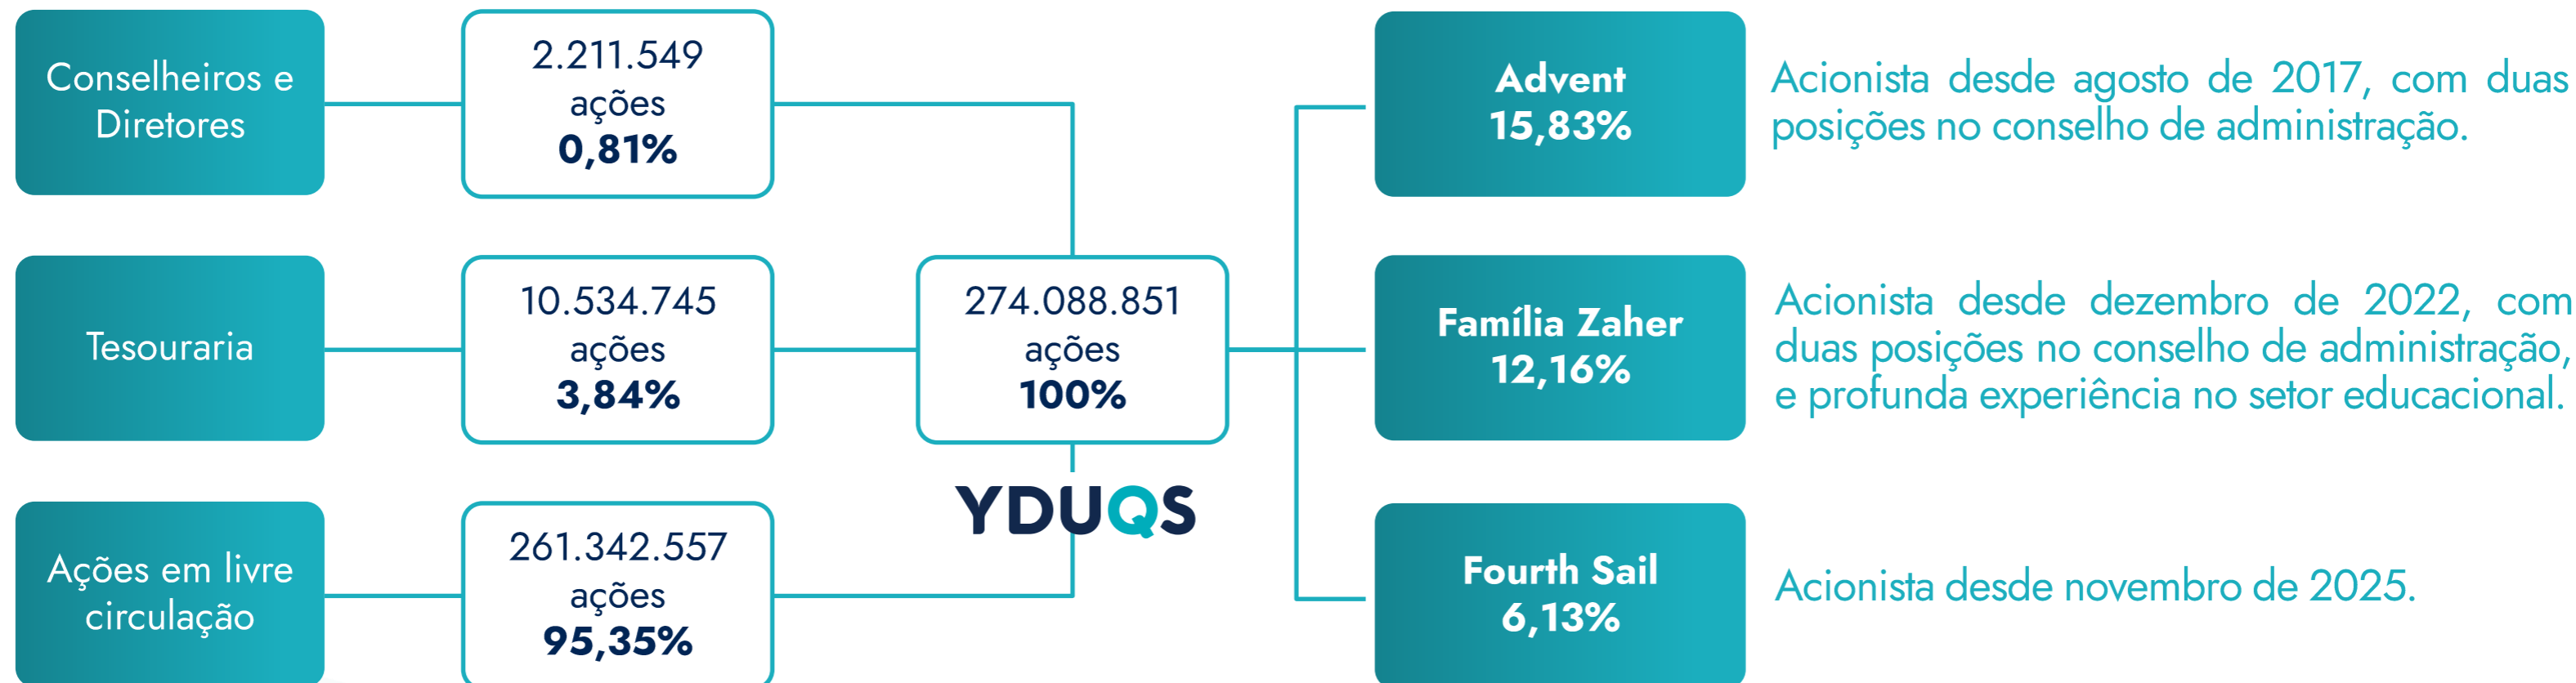 Conselheiros e
Diretores
2.211.549
ações
0,81%
Tesouraria
10.534.745
ações
3,84%
Ações em livre
circulação
261.342.557
ações
95,35%
274.088.851
ações
100%
YDUQS
Advent
15,83%
Acionista desde agosto de 2017, com duas
posições no conselho de administração.
Família Zaher
12,16%
Acionista desde dezembro de 2022, com
duas posições no conselho de administração,
e profunda experiência no setor educacional.
Fourth Sail
6,13%
Acionista desde novembro de 2025.